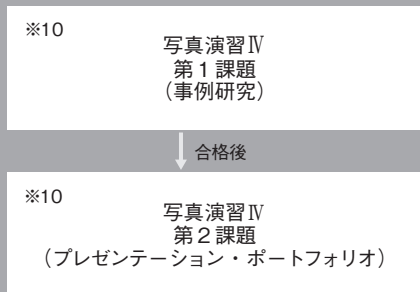 ※10
写真演習Ⅳ
第1課題
(事例研究)
合格後
※10
写真演習Ⅳ
第2課題
(プレゼンテーション・ポートフォリオ)